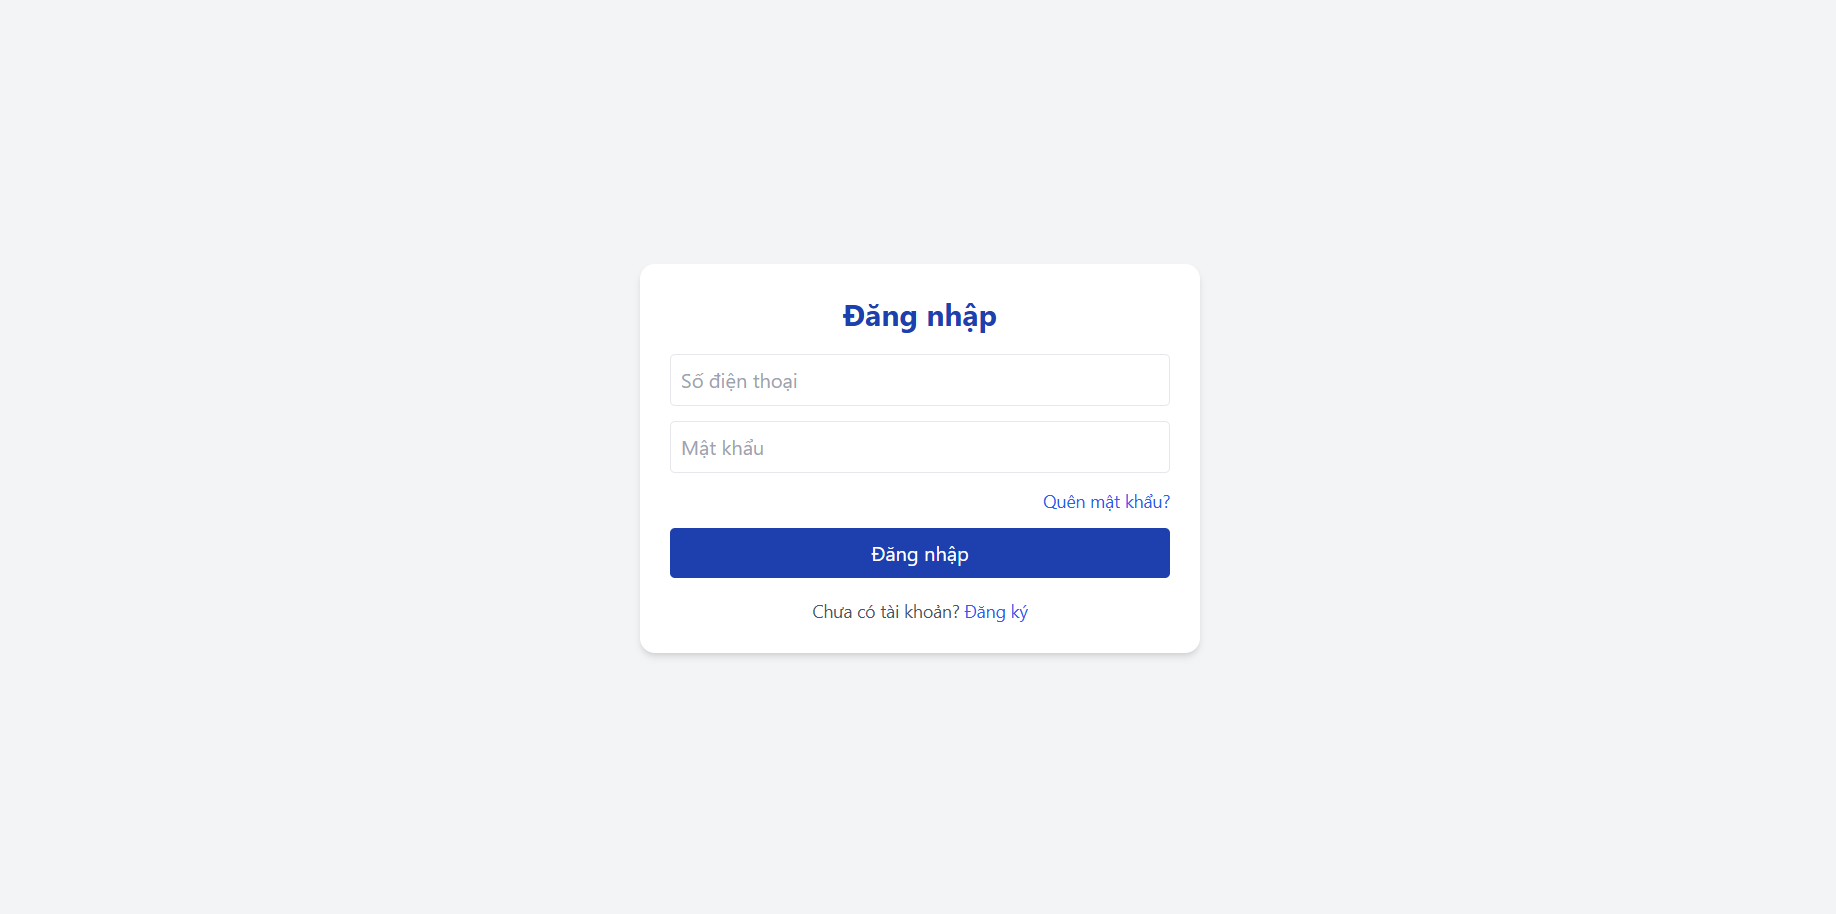 Đăng nhập
Số điện thoại
Mật khẩu
Quên mật khẩu?
Đăng nhập
Chưa có tài khoản? Đăng ký